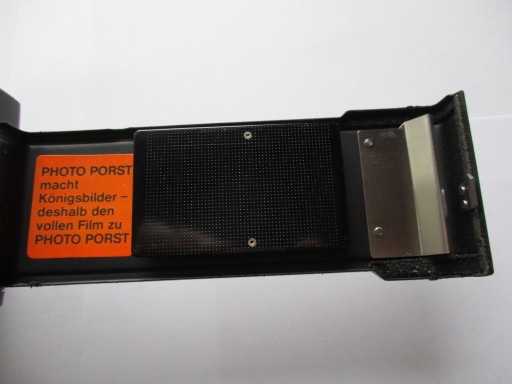 PHOTO PORST
macht
Königsbilder –
deshalb den
vollen Film zu
PHOTO PORST